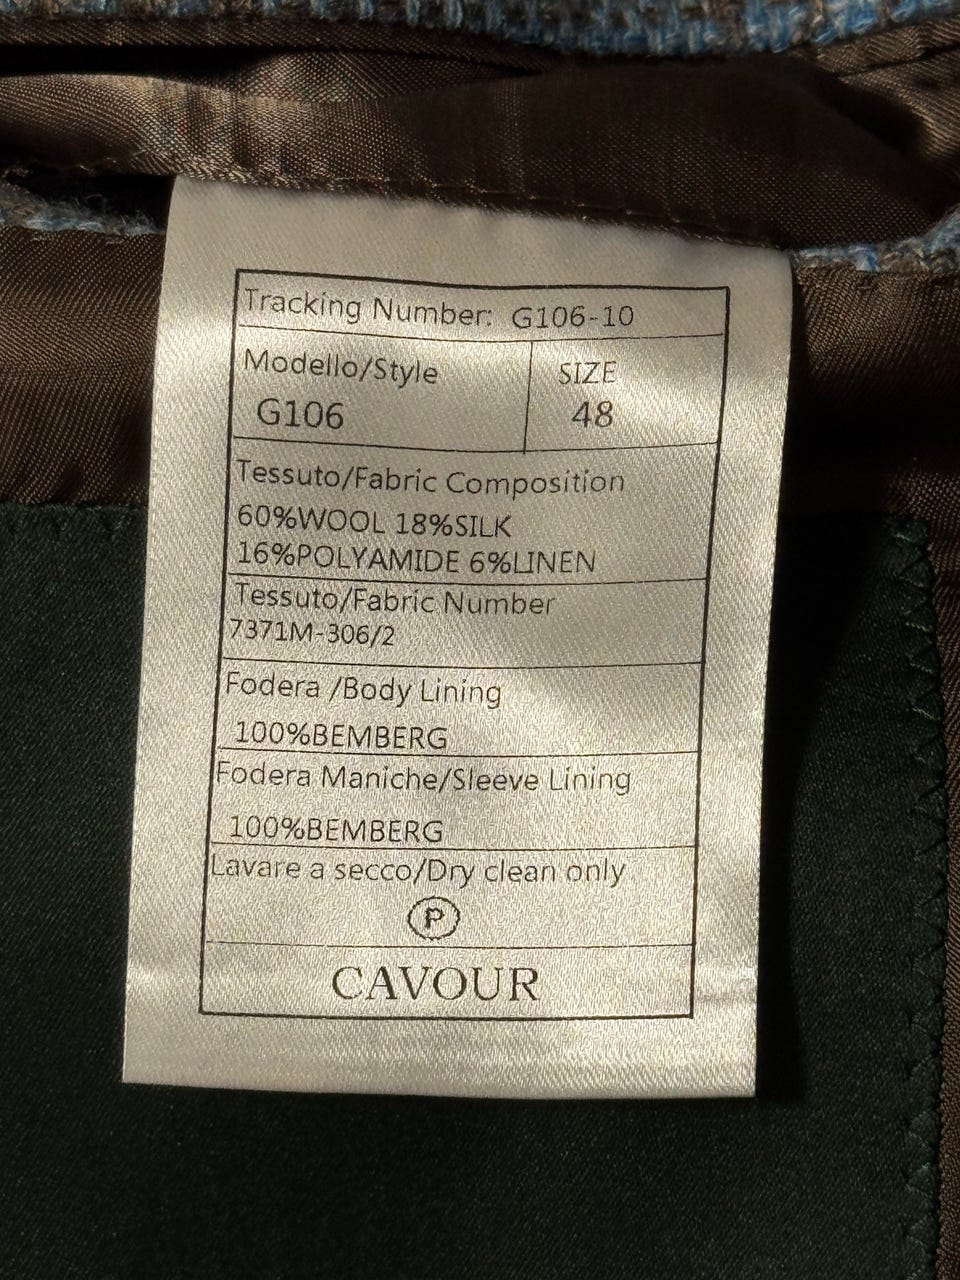 Tracking Number: G106-10
Modello/Style SIZE
G106 48
Tessuto/Fabric Composition
60%WOOL 18%SILK
16%POLYAMIDE 6%LINEN
Tessuto/Fabric Number
7371M-306/2
Fodera /Body Lining
100%BEMBERG
Fodera Maniche/Sleeve Lining
100%BEMBERG
Lavare a secco/Dry clean only
P
CAVOUR